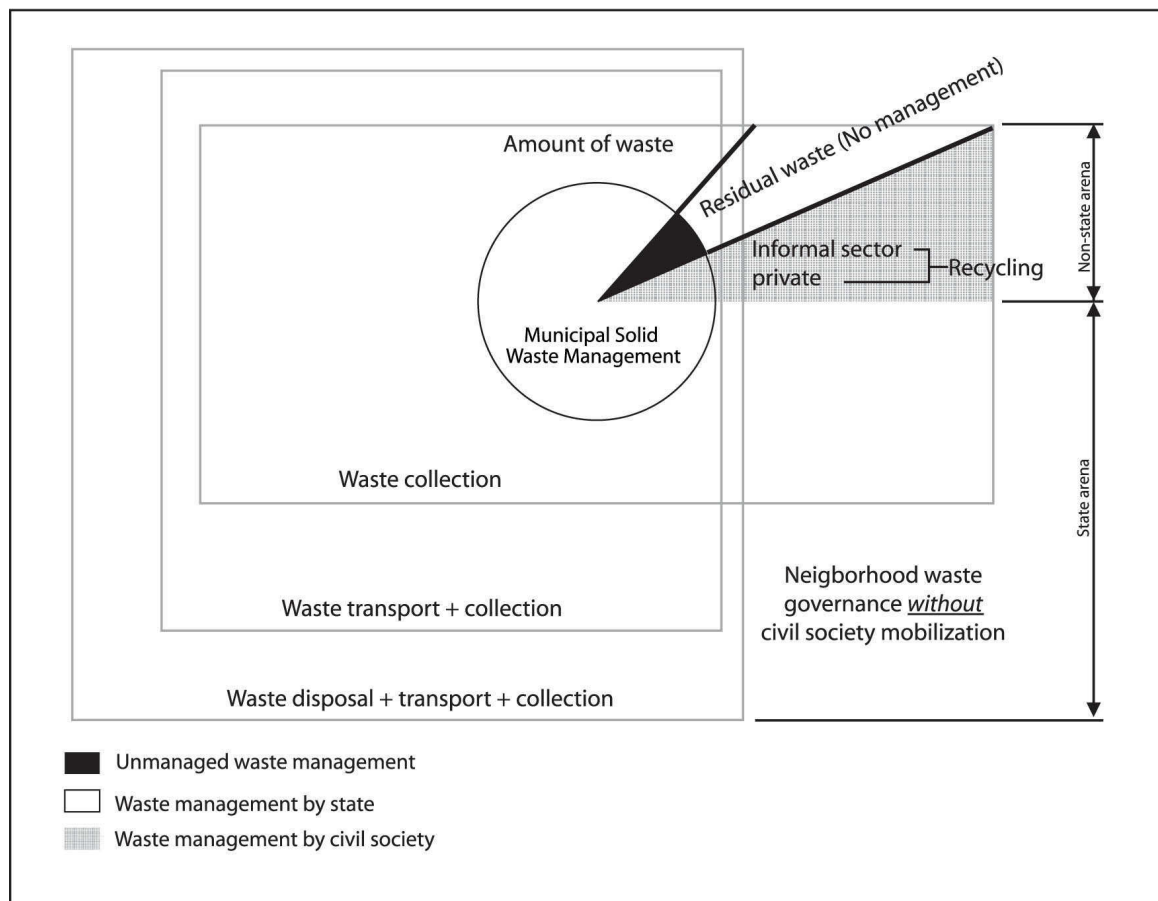 Amount of waste
Residual waste (No management)
Informal sector
private
Recycling
Non-state arena
Municipal Solid
Waste Management
State arena
Waste collection
Neigborhood waste
governance without
civil society mobilization
Waste transport + collection
Waste disposal + transport + collection
Unmanaged waste management
Waste management by state
Waste management by civil society